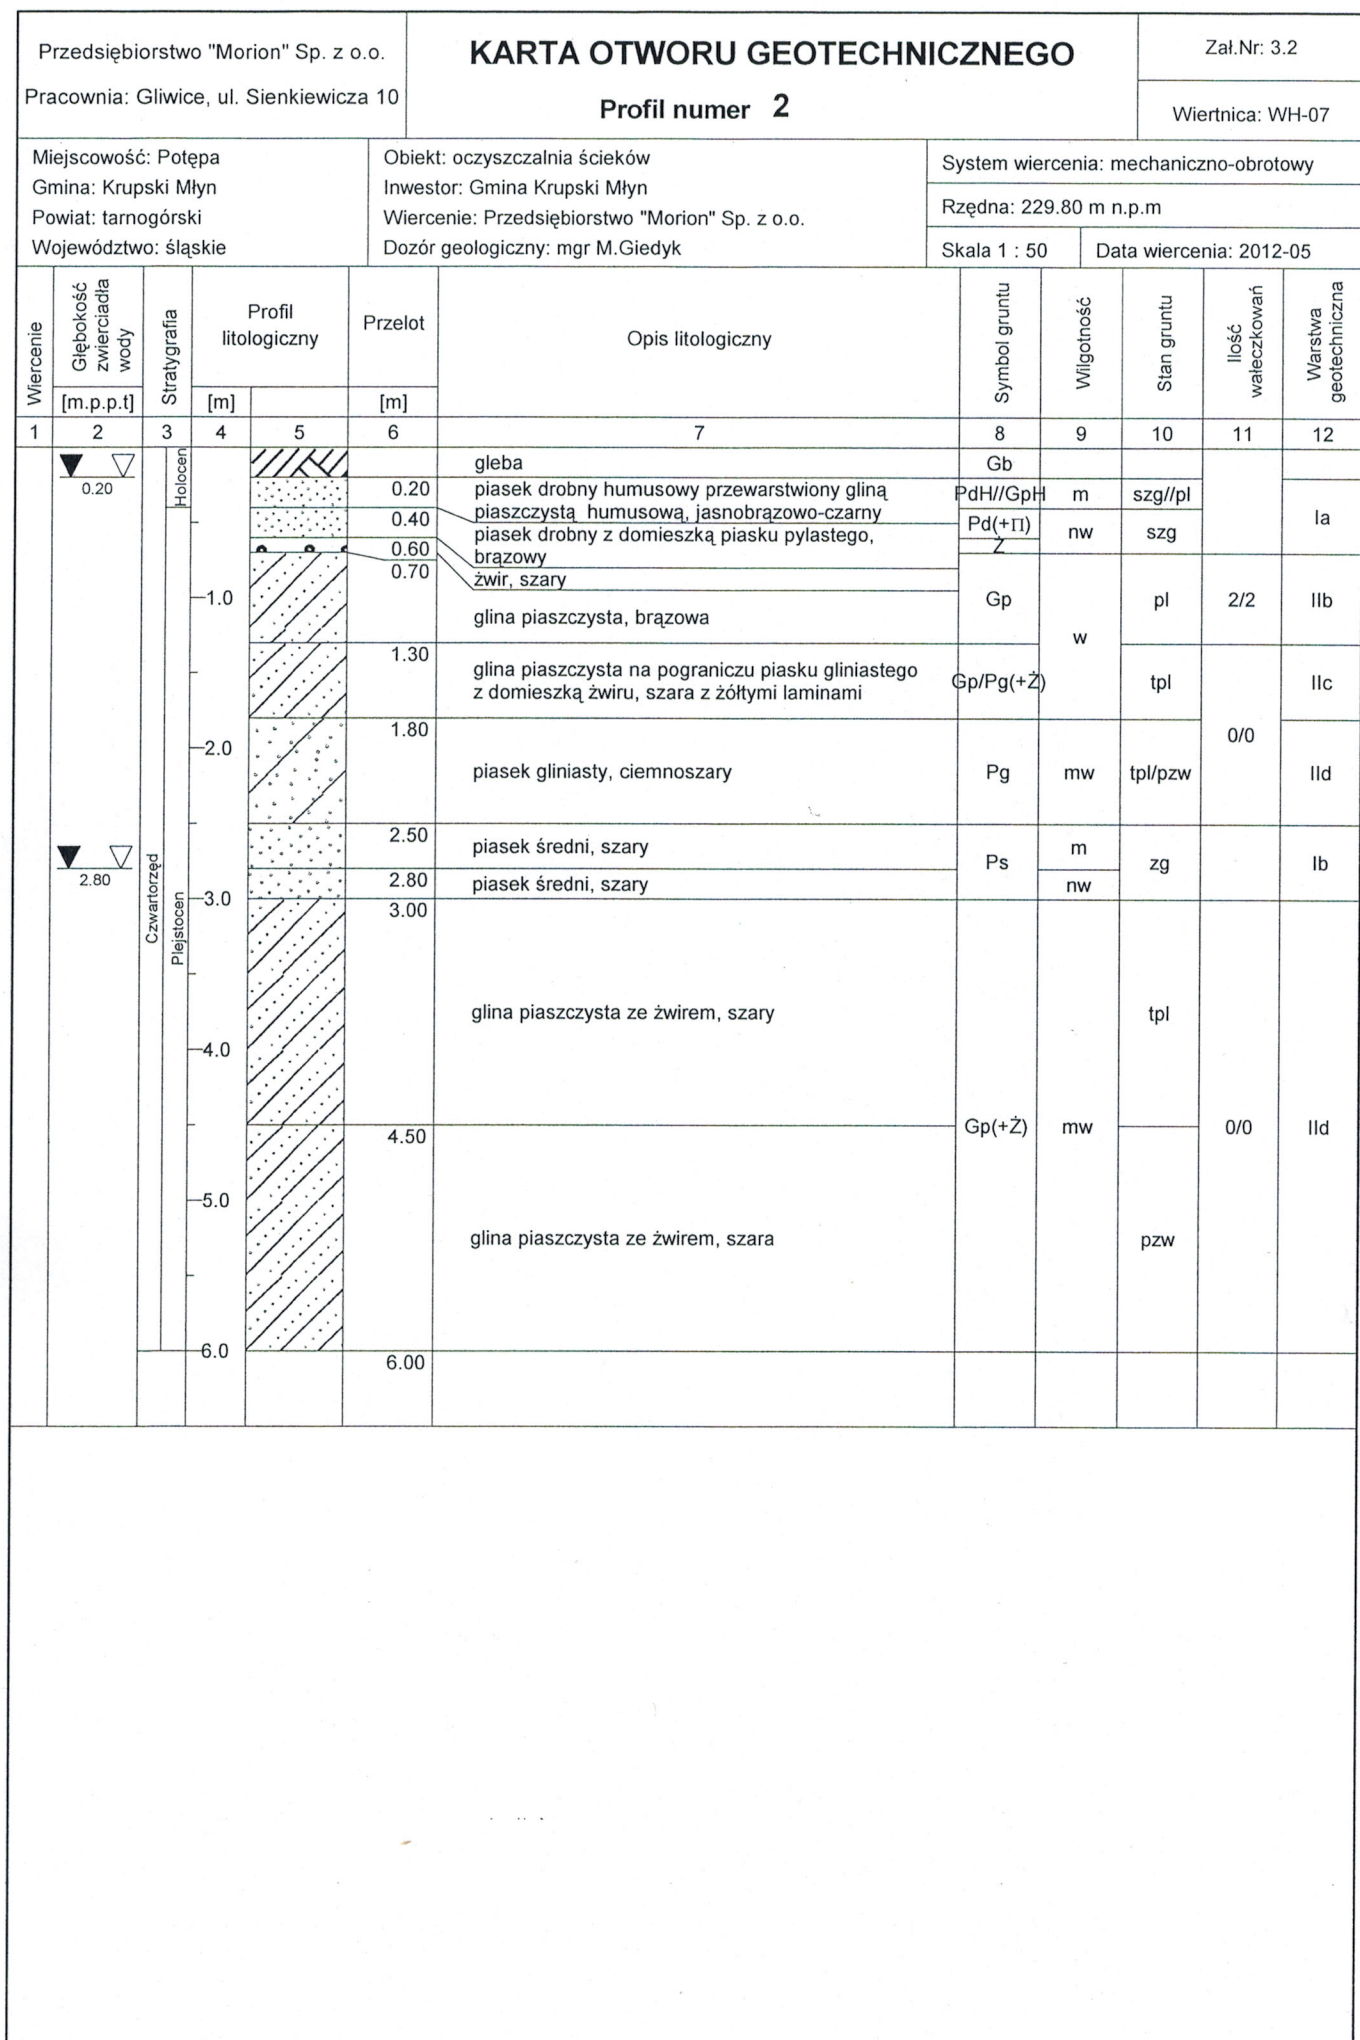 Przedsiębiorstwo "Morion" Sp. z o.o.
Pracownia: Gliwice, ul. Sienkiewicza 10
KARTA OTWORU GEOTECHNICZNEGO
Profil numer 2
Zał.Nr: 3.2
Wiertnica: WH-07
Miejscowość: Potępa
Gmina: Krupski Młyn
Powiat: tarnogórski
Województwo: śląskie
Obiekt: oczyszczalnia ścieków
Inwestor: Gmina Krupski Młyn
Wiercenie: Przedsiębiorstwo "Morion" Sp. z o.o.
Dozór geologiczny: mgr M.Giedyk
System wiercenia: mechaniczno-obrotowy
Rzędna: 229.80 m n.p.m
Skala 1 : 50
Data wiercenia: 2012-05
Wiercenie
Głębokość
zwierciadła
wody
[m.p.p.t]
Stratygrafia
Profil
litologiczny
[m]
Przelot
[m]
Opis litologiczny
Symbol gruntu
Wilgotność
Stan gruntu
Ilość
wałeczkowań
Warstwa
geotechniczna
1 2 3 4 5 6 7 8 9 10 11 12
0.20
Holocen
gleba
Gb
0.20
piasek drobny humusowy przewarstwiony gliną
piaszczystą humusową, jasnobrązowo-czarny
PdH//GpH
m
szg//pl
Ia
0.40
piasek drobny z domieszką piasku pylastego,
brązowy
Pd(+Π)
nw
szg
0.60
żwir, szary
Ż
0.70
-1.0
glina piaszczysta, brązowa
Gp
w
pl
2/2
IIb
1.30
glina piaszczysta na pograniczu piasku gliniastego
z domieszką żwiru, szara z żółtymi laminami
Gp/Pg(+Ż)
tpl
0/0
IIc
1.80
-2.0
piasek gliniasty, ciemnoszary
Pg
mw
tpl/pzw
IId
2.50
piasek średni, szary
Ps
m
zg
Ib
2.80
2.80
piasek średni, szary
nw
Czwartorzęd
Plejstocen
-3.0
3.00
glina piaszczysta ze żwirem, szary
tpl
-4.0
4.50
Gp(+Ż)
mw
0/0
IId
-5.0
glina piaszczysta ze żwirem, szara
pzw
-6.0
6.00